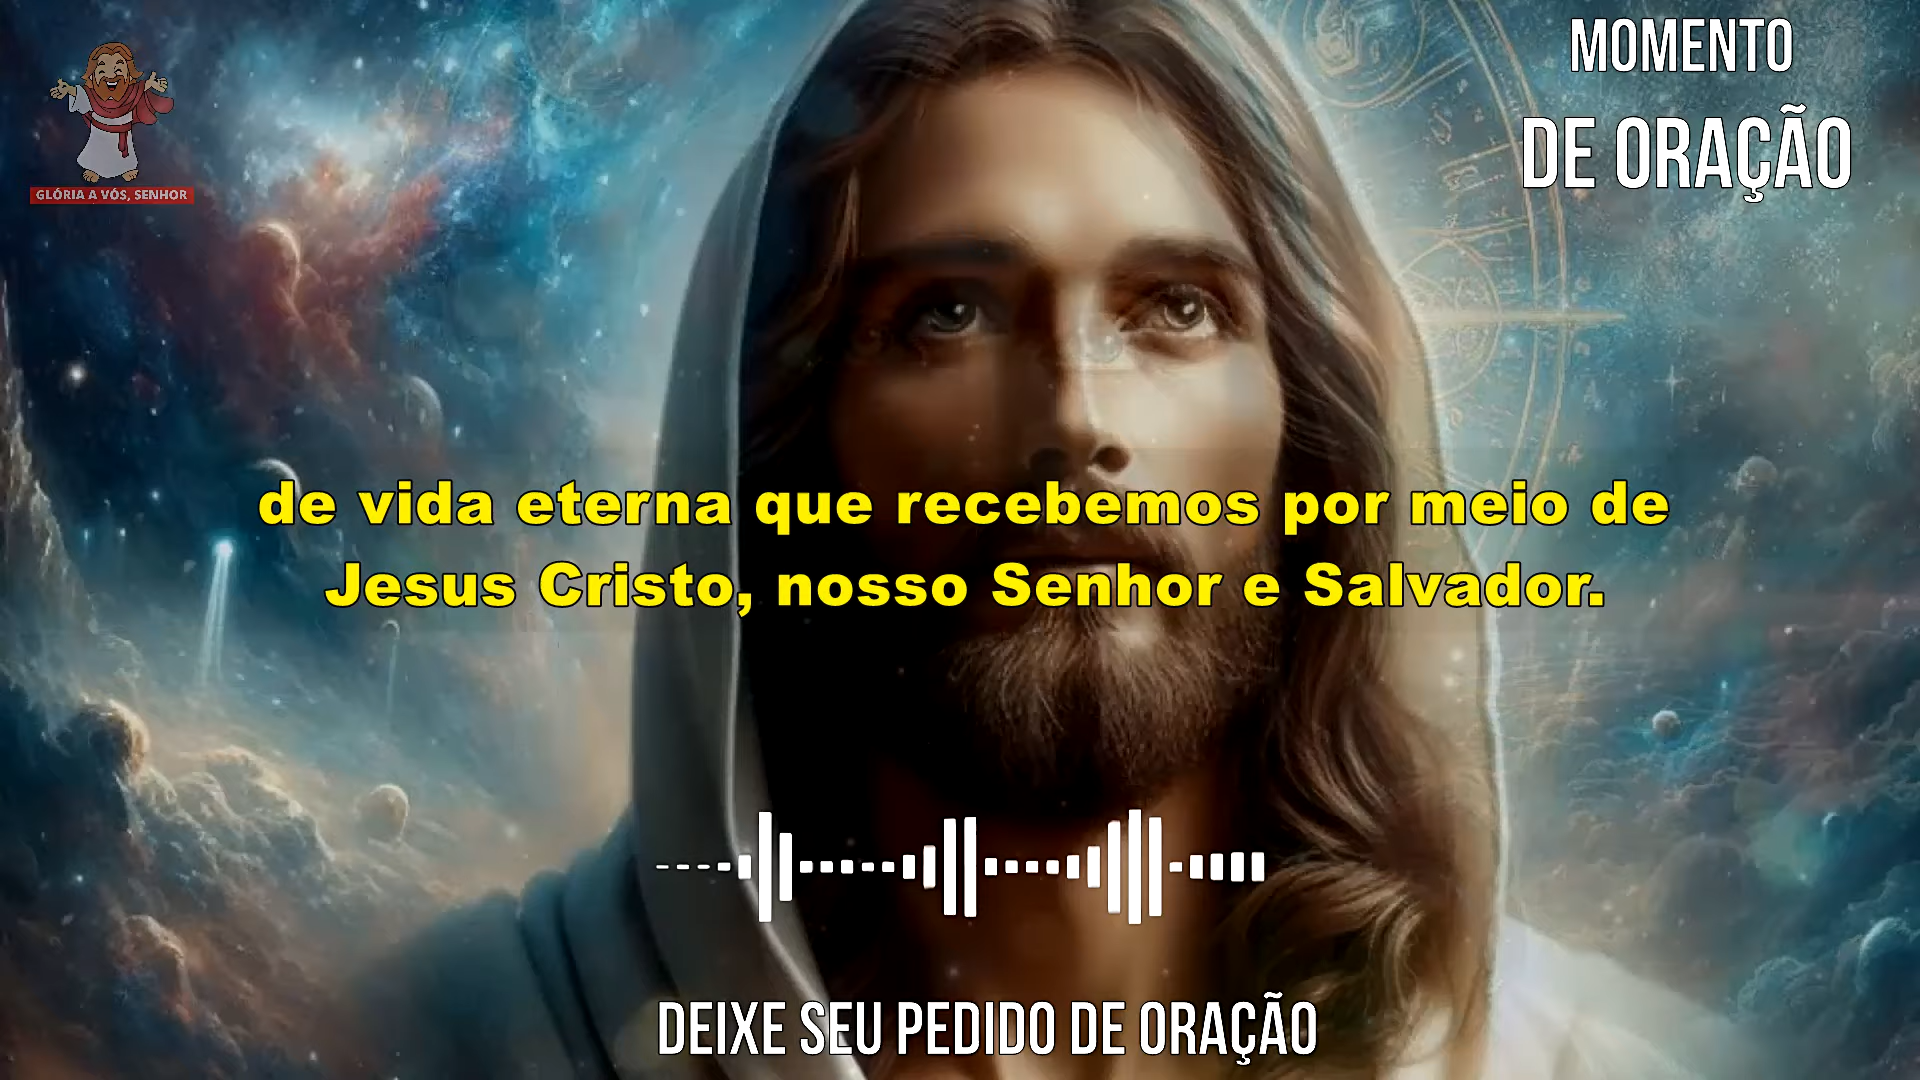 GLÓRIA A VÓS, SENHOR
MOMENTO
DE ORAÇÃO
de vida eterna que recebemos por meio de
Jesus Cristo, nosso Senhor e Salvador.
DEIXE SEU PEDIDO DE ORAÇÃO